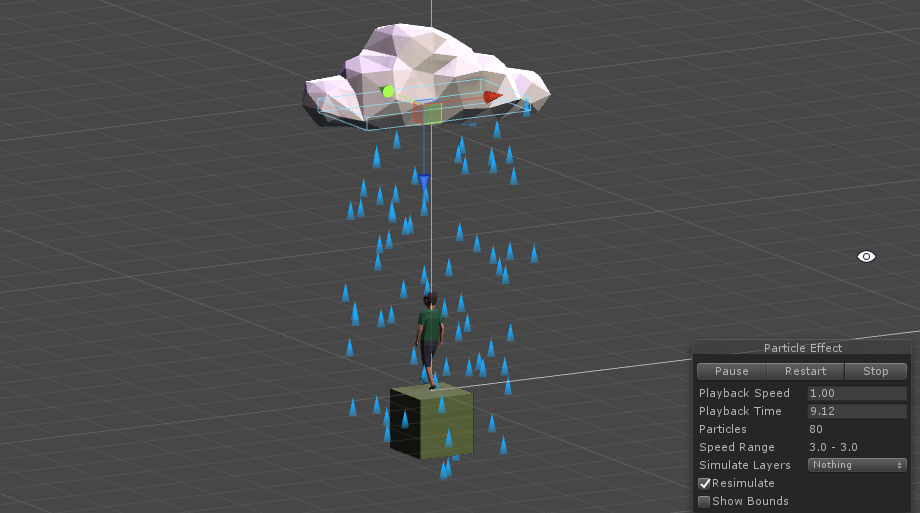 Particle Effect
Pause Restart Stop
Playback Speed 1.00
Playback Time 9.12
Particles 80
Speed Range 3.0 - 3.0
Simulate Layers Nothing
Resimulate
Show Bounds